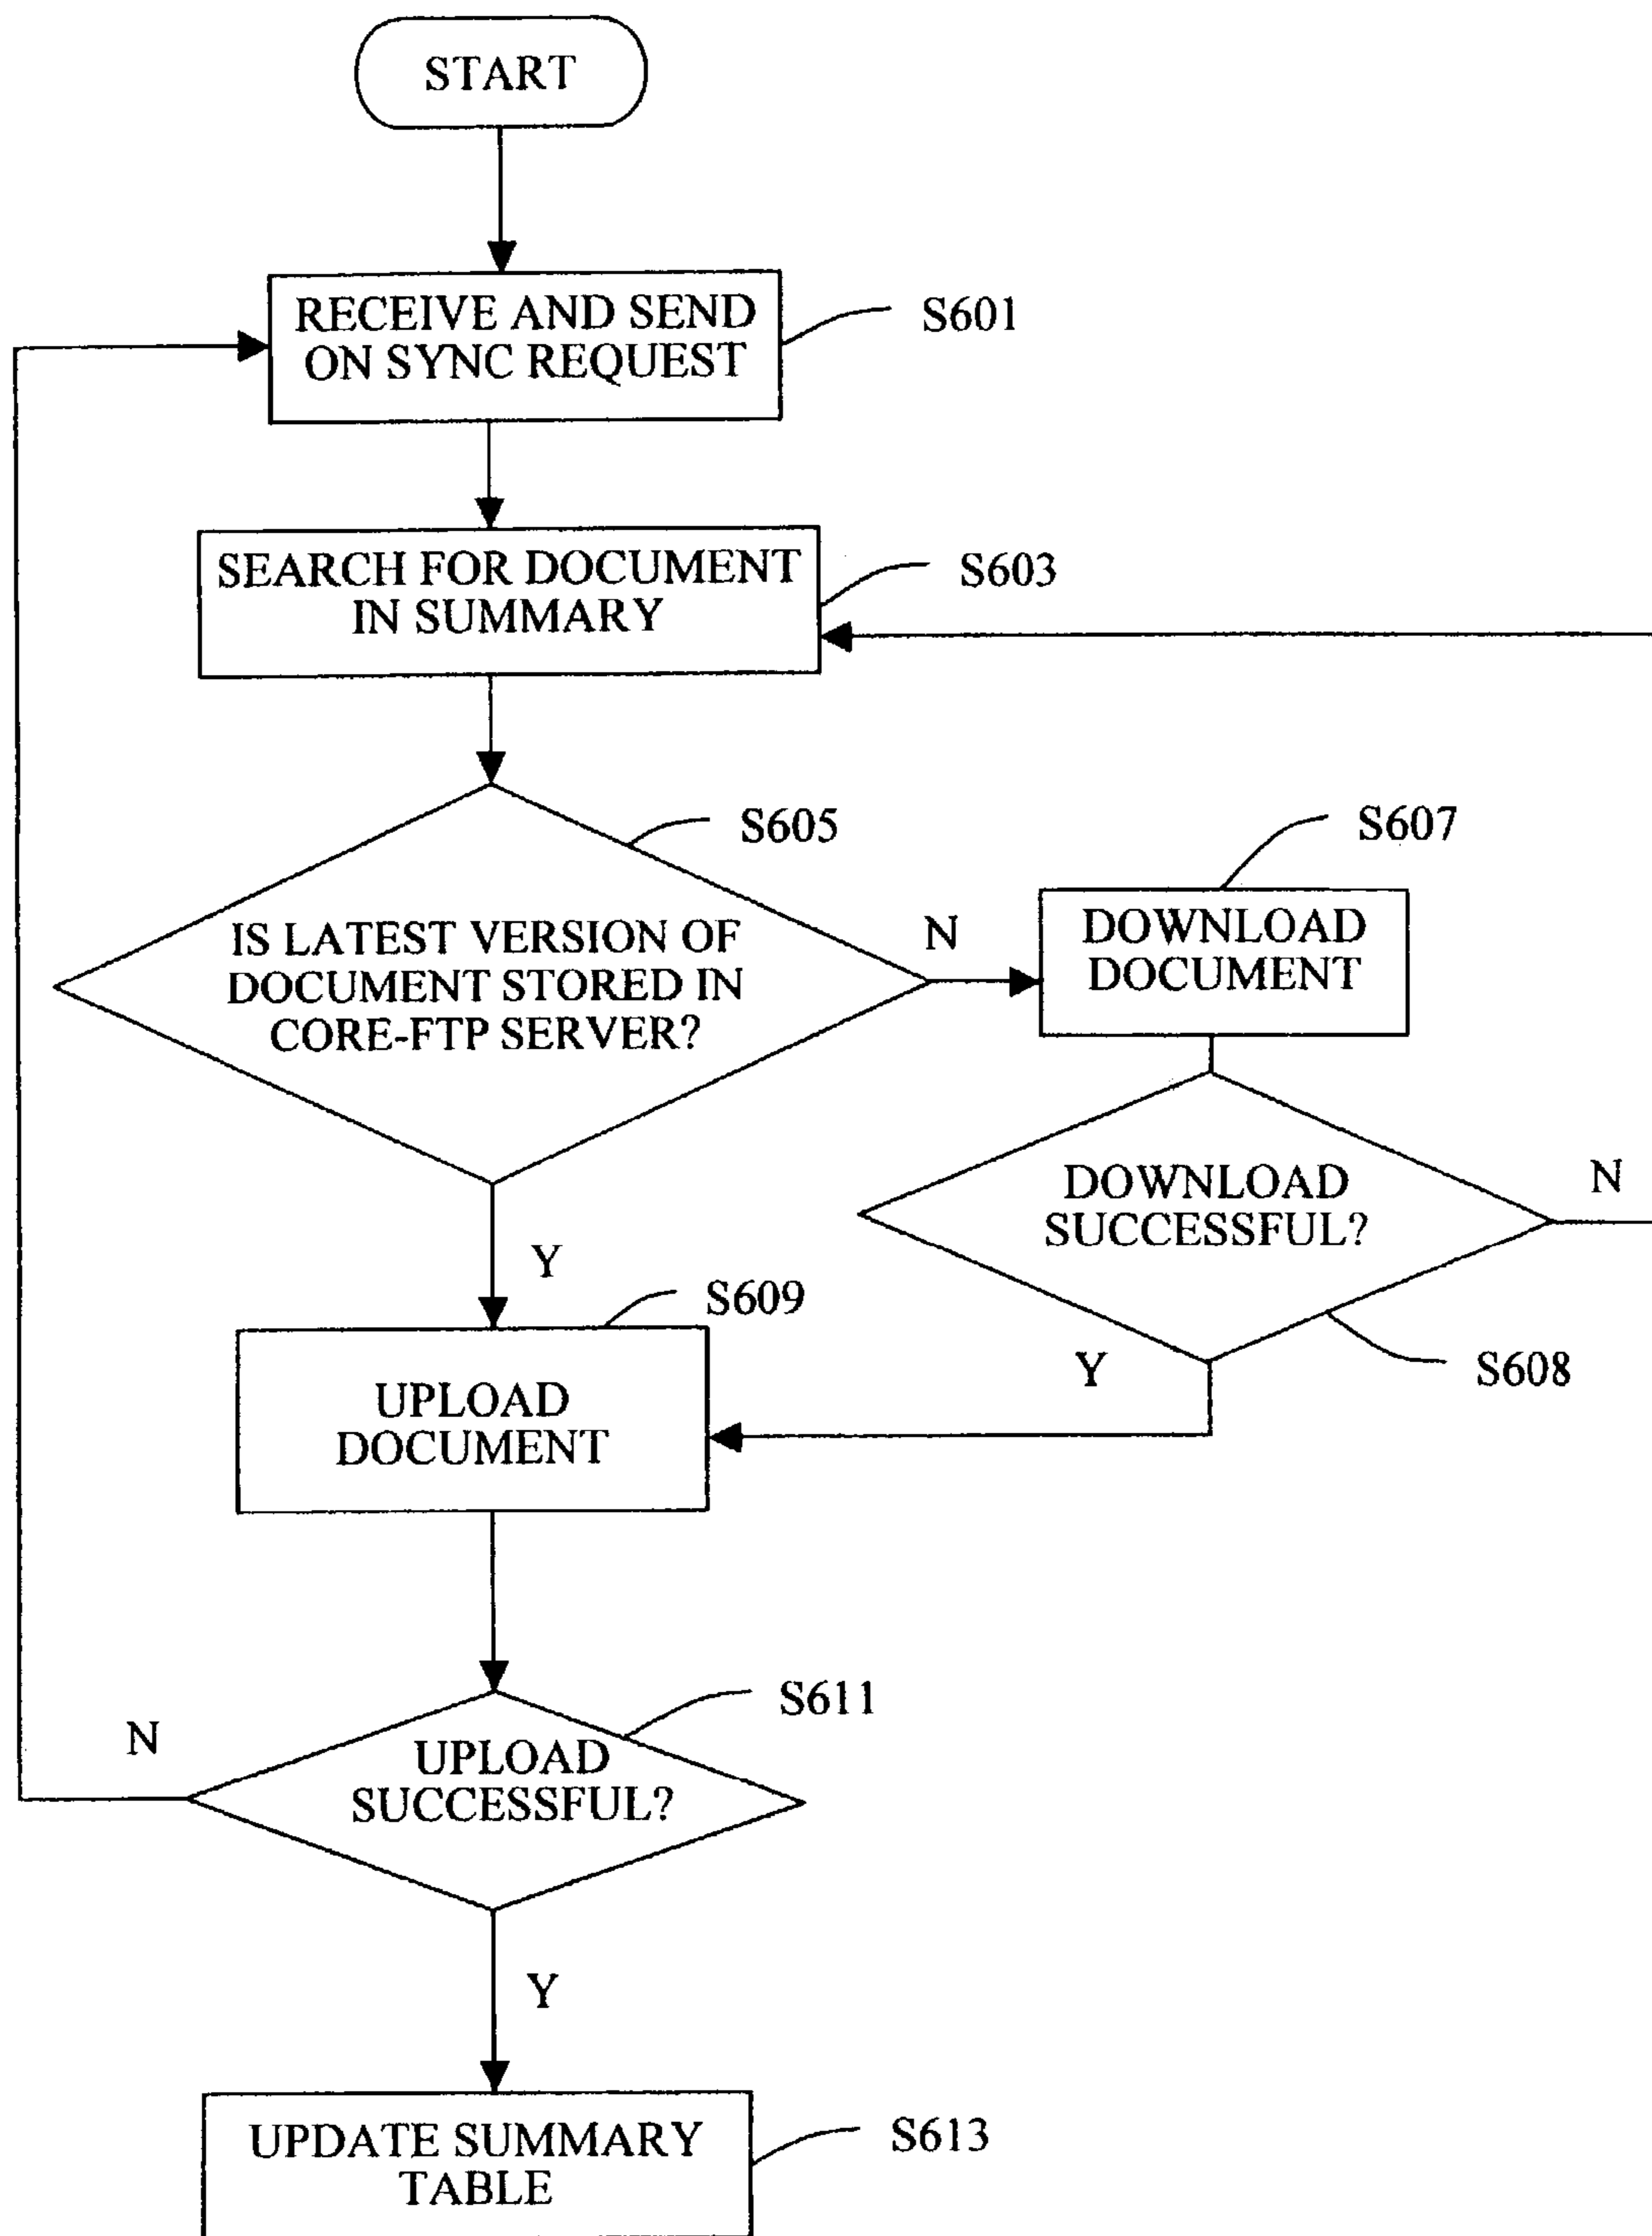 START
RECEIVE AND SEND
ON SYNC REQUEST
S601
SEARCH FOR DOCUMENT
IN SUMMARY
S603
S605
IS LATEST VERSION OF
DOCUMENT STORED IN
CORE-FTP SERVER?
N
S607
DOWNLOAD
DOCUMENT
DOWNLOAD
SUCCESSFUL?
N
S608
Y
Y
S609
UPLOAD
DOCUMENT
S611
UPLOAD
SUCCESSFUL?
N
Y
UPDATE SUMMARY
TABLE
S613